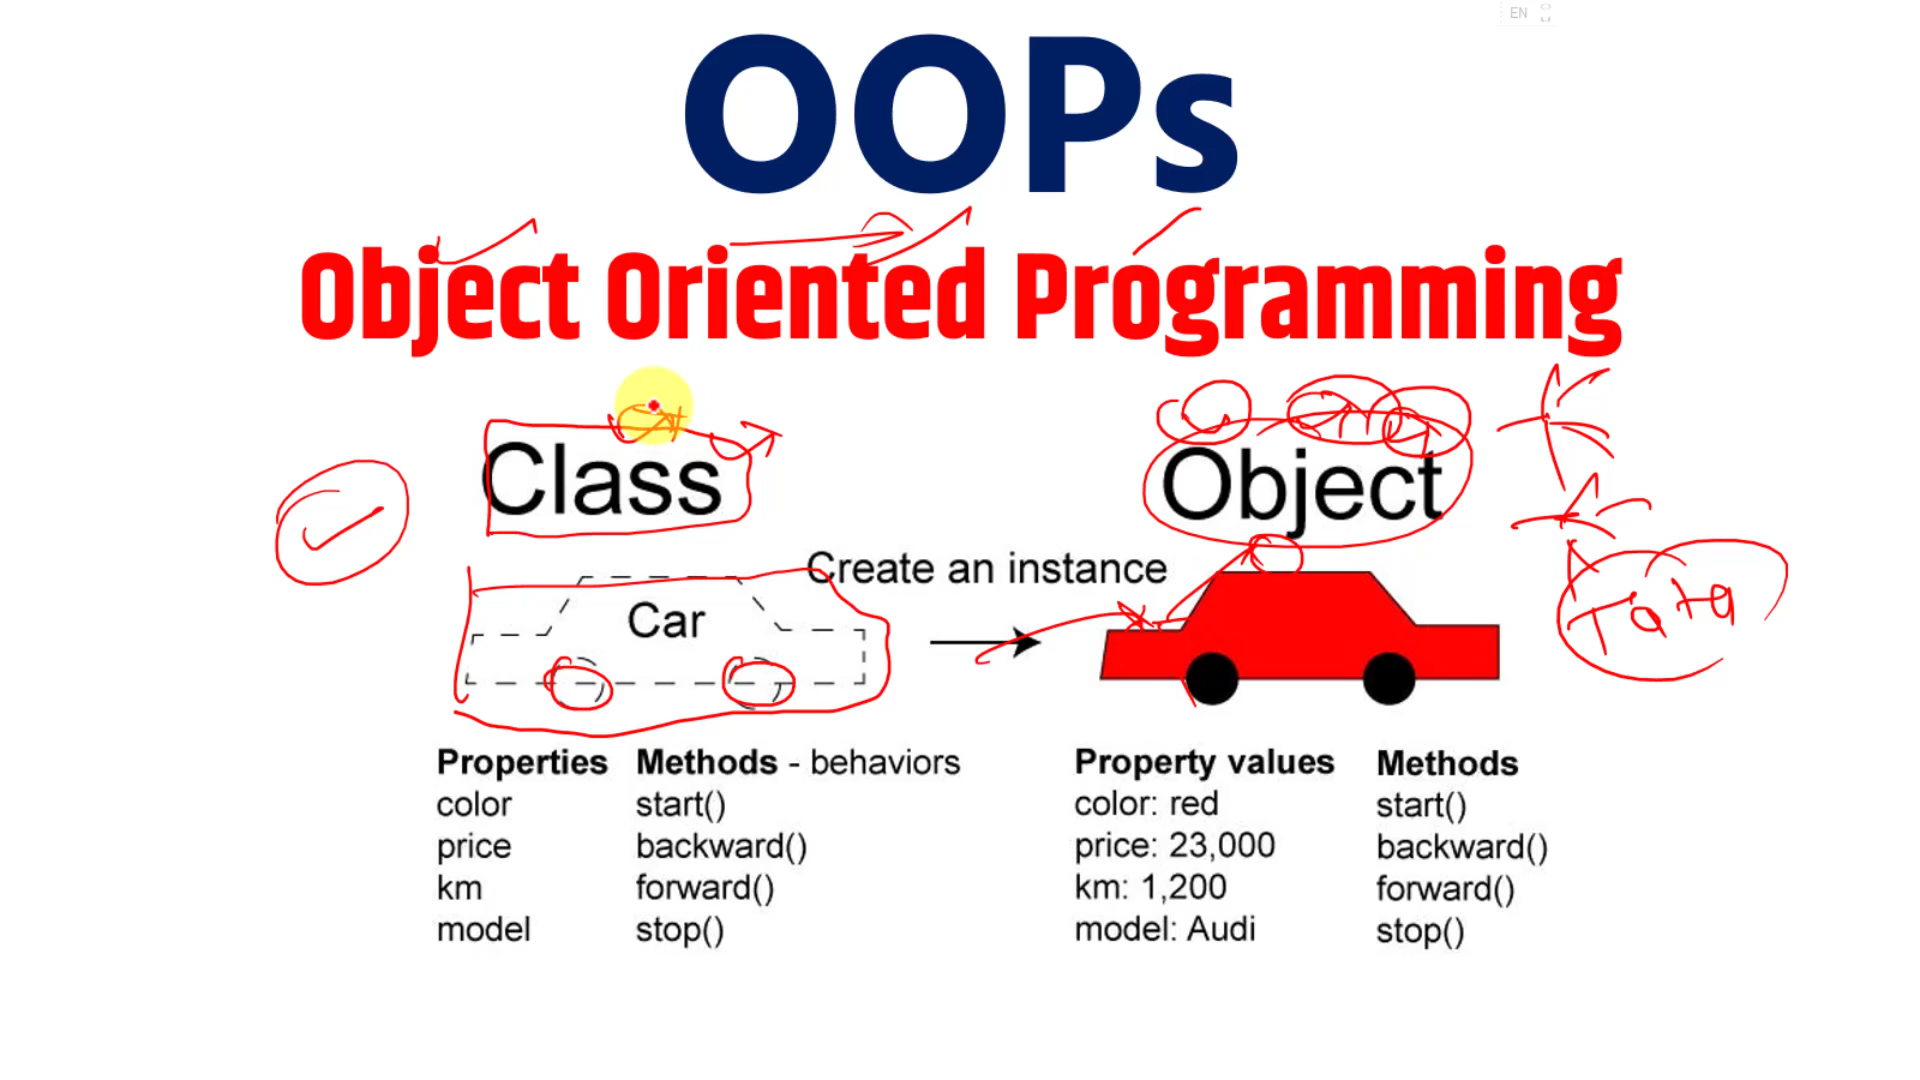 EN
OOPs
Object Oriented Programming
Class
Object
Create an instance
Car
Tata
Properties Methods - behaviors
color start()
price backward()
km forward()
model stop()
Property values Methods
color: red start()
price: 23,000 backward()
km: 1,200 forward()
model: Audi stop()